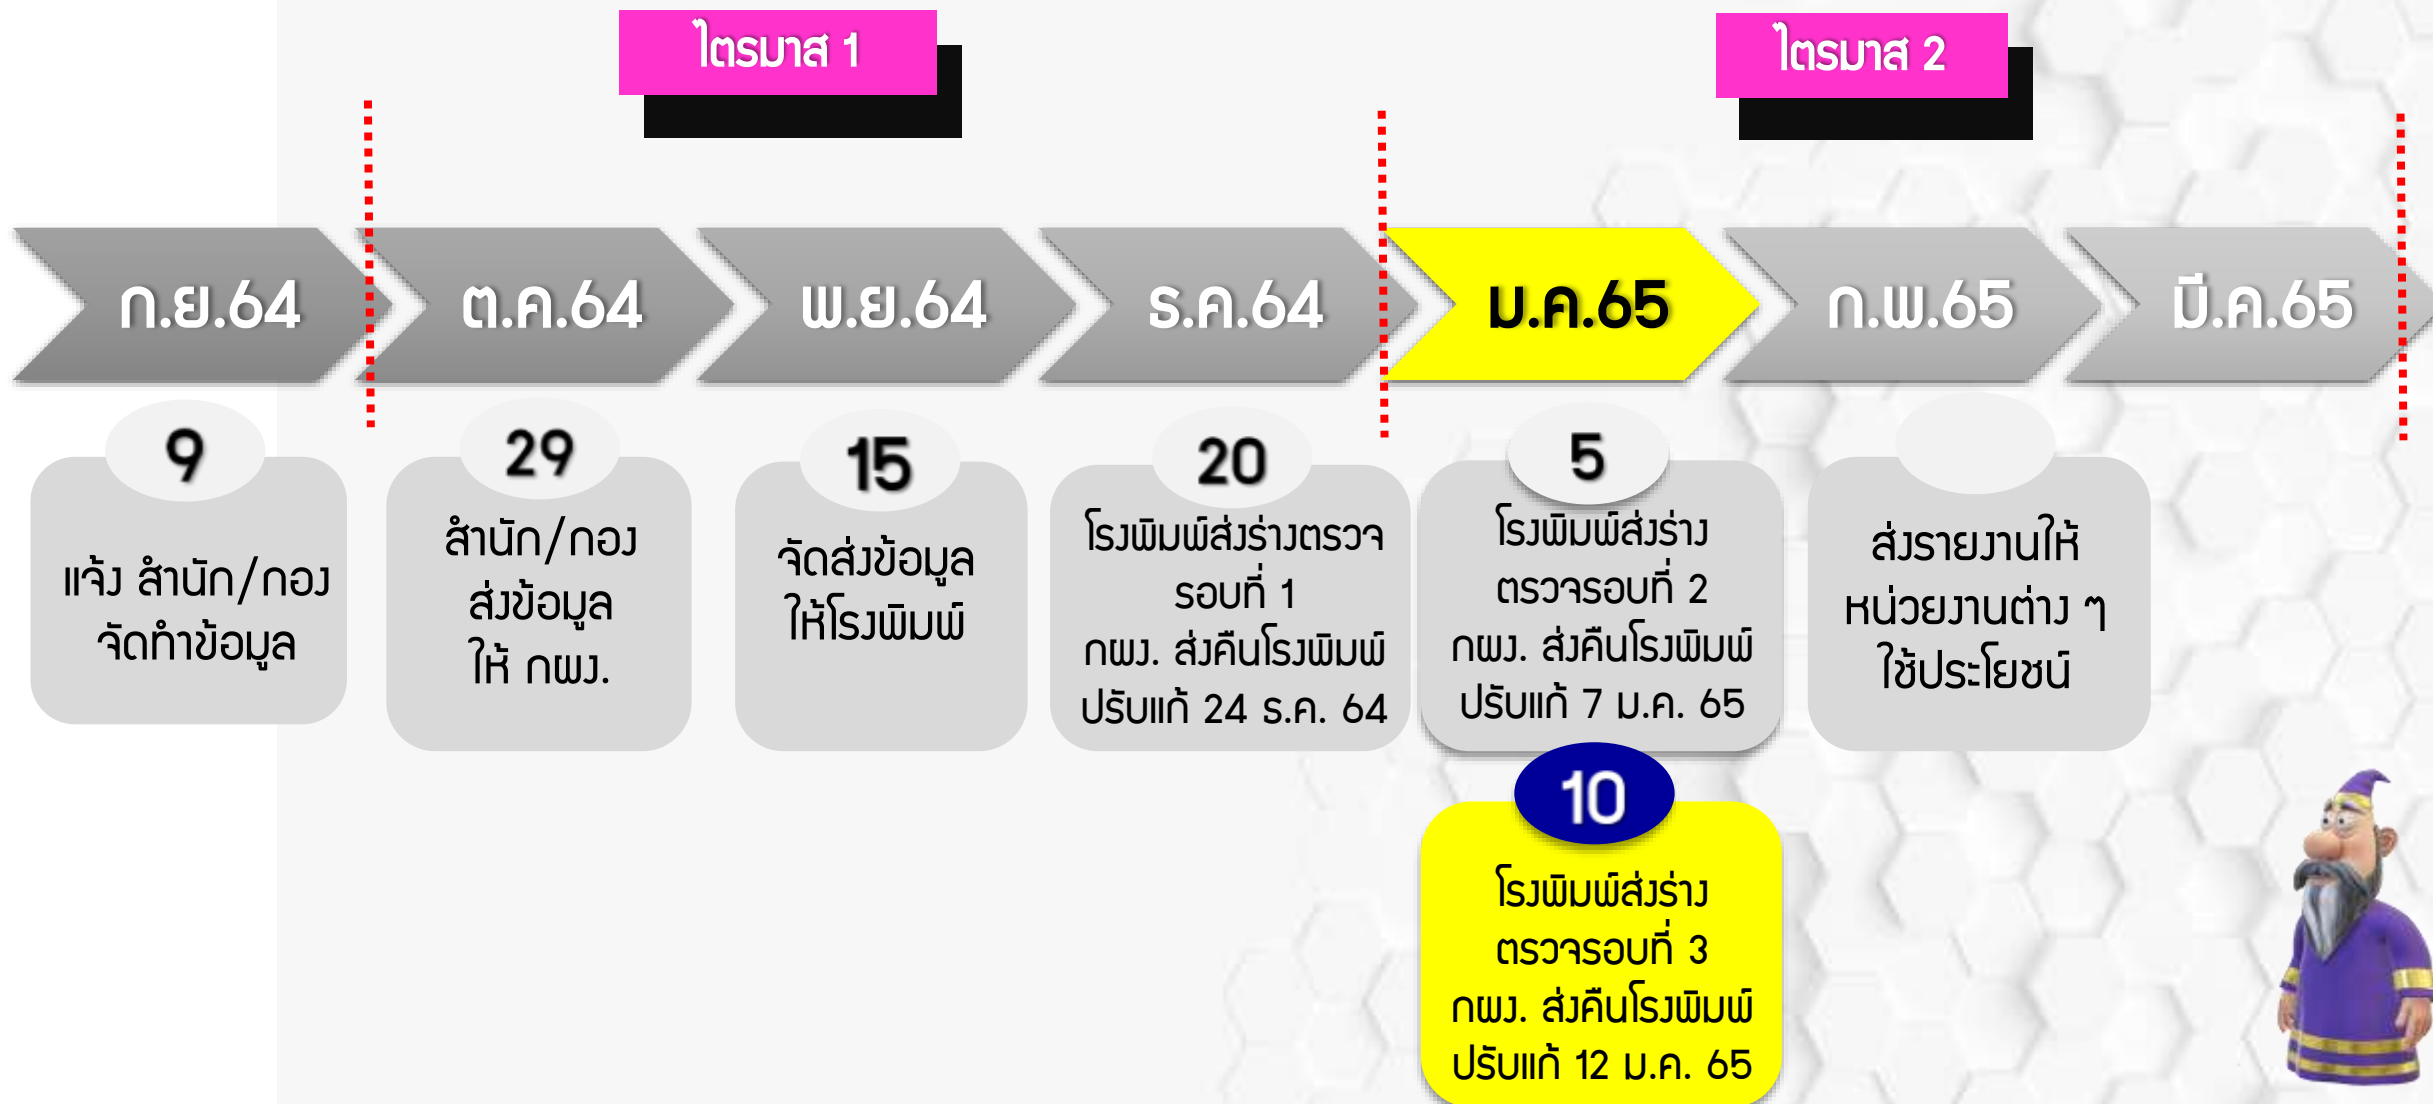 ไตรมาส 1
ไตรมาส 2
ก.ย.64
ต.ค.64
พ.ย.64
ธ.ค.64
ม.ค.65
ก.พ.65
มี.ค.65
9
แจ้ง สำนัก/กอง
จัดทำข้อมูล
29
สำนัก/กอง
ส่งข้อมูล
ให้ กผง.
15
จัดส่งข้อมูล
ให้โรงพิมพ์
20
โรงพิมพ์ส่งร่างตรวจ
รอบที่ 1
กผง. ส่งคืนโรงพิมพ์
ปรับแก้ 24 ธ.ค. 64
5
โรงพิมพ์ส่งร่าง
ตรวจรอบที่ 2
กผง. ส่งคืนโรงพิมพ์
ปรับแก้ 7 ม.ค. 65
ส่งรายงานให้
หน่วยงานต่าง ๆ
ใช้ประโยชน์
10
โรงพิมพ์ส่งร่าง
ตรวจรอบที่ 3
กผง. ส่งคืนโรงพิมพ์
ปรับแก้ 12 ม.ค. 65